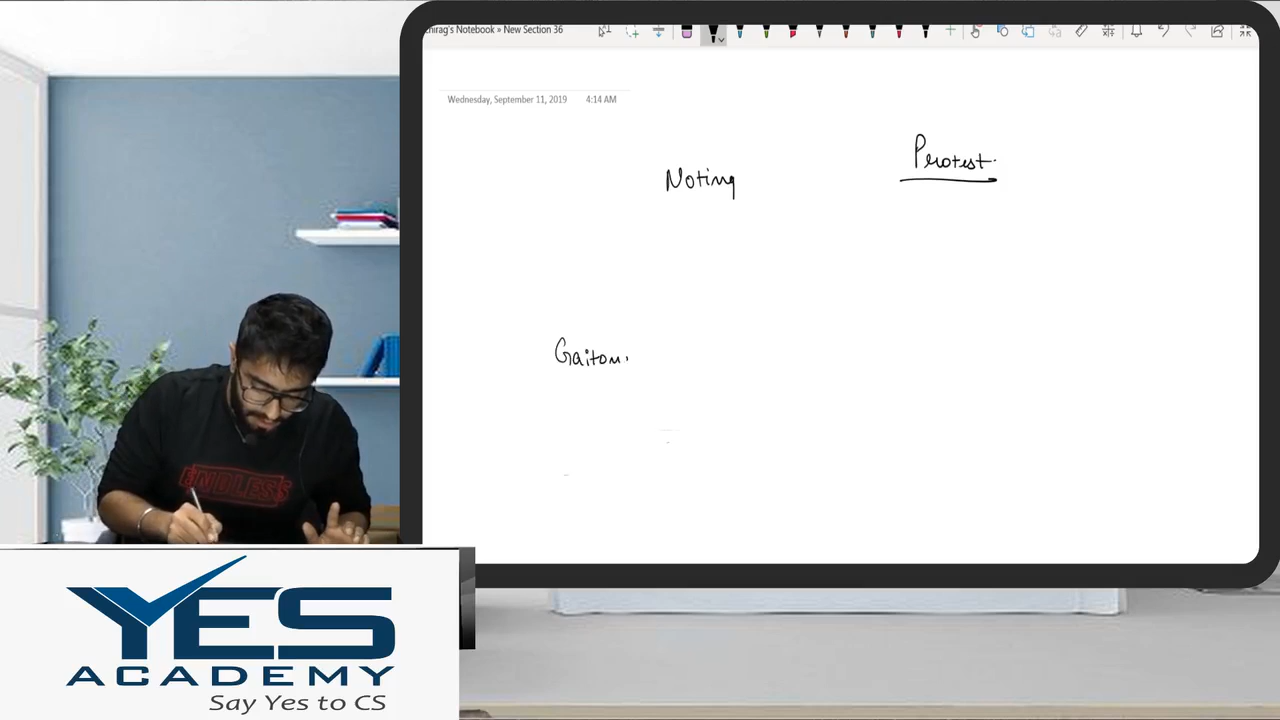 chirag's Notebook » New Section 36
Wednesday, September 11, 2019 4:14 AM
Protest.
Noting
Gaitom.
ENDLESS
YES
ACADEMY
Say Yes to CS